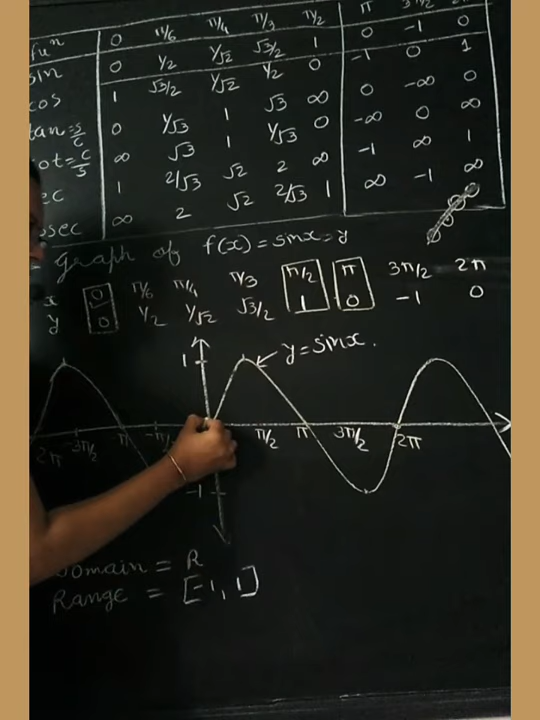 0 π/6 π/4 π/3 π/2 π 3π/2 0
sin 0 1/2 1/√2 √3/2 1 0 -1 0
cos 1 √3/2 1/√2 1/2 0 -1 0 1
tan=s/c 0 1/√3 1 √3 ∞ 0 -∞ 0
cot=c/s ∞ √3 1 1/√3 0 -∞ 0 ∞
sec 1 2/√3 √2 2 ∞ -1 ∞ 1
cosec ∞ 2 √2 2/√3 1 ∞ -1 ∞
Graph of f(x) = sinx = y
x 0 π/6 π/4 π/3 π/2 π 3π/2 2π
y 0 1/2 1/√2 √3/2 1 0 -1 0
1 y=sinx.
2π -3π/2 -π -π/2 π/2 π 3π/2 2π
-1
Domain = R
Range = [-1, 1]